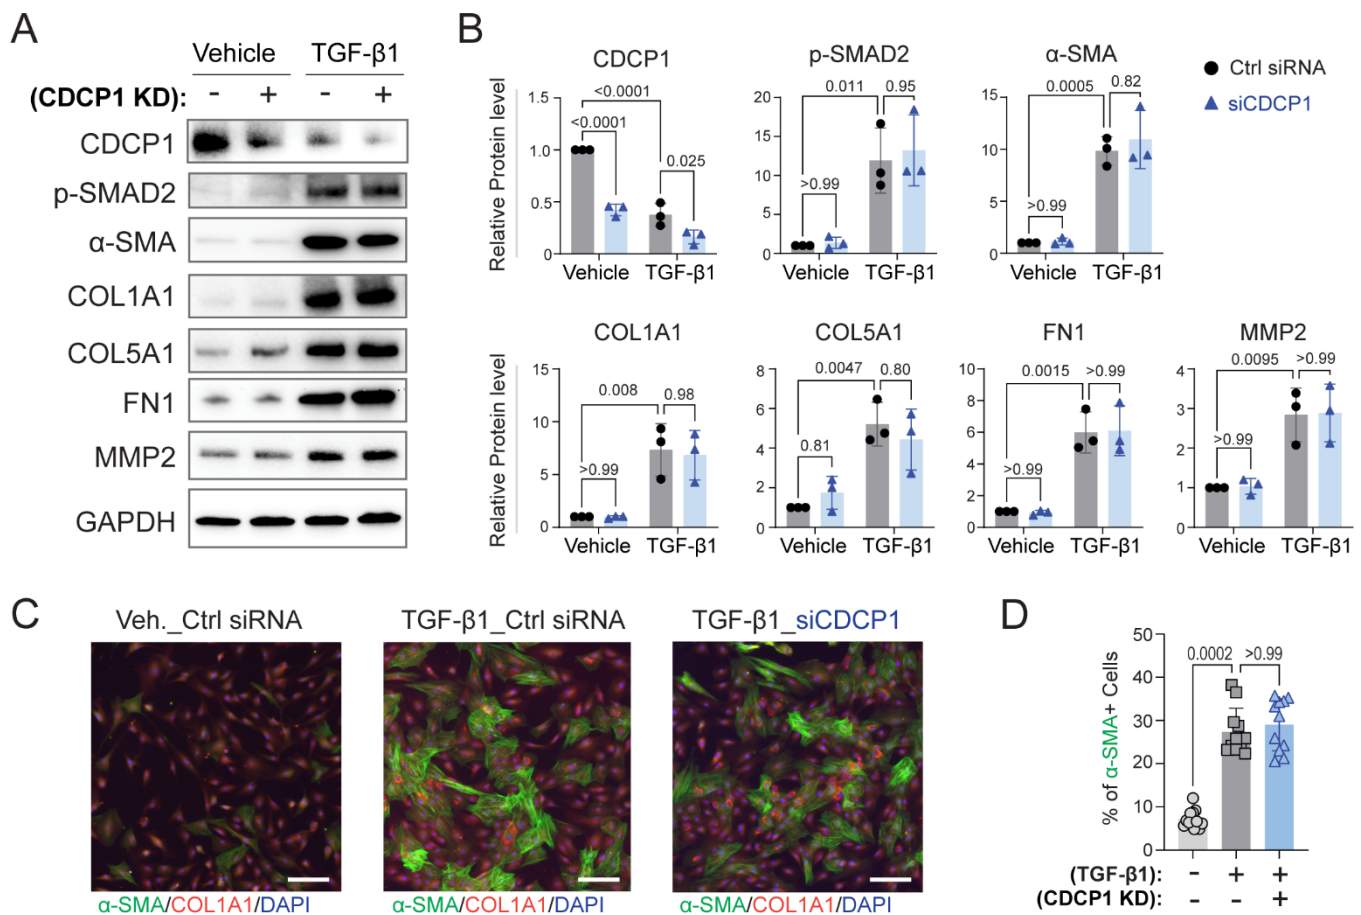 A
Vehicle TGF-β1
(CDCP1 KD): - + - +
CDCP1
p-SMAD2
α-SMA
COL1A1
COL5A1
FN1
MMP2
GAPDH
B
CDCP1
Relative Protein level
1.5
1.0
0.5
0.0
<0.0001
<0.0001
0.025
Vehicle TGF-β1
p-SMAD2
20
15
10
5
0
0.011 0.95
>0.99
Vehicle TGF-β1
α-SMA
15
10
5
0
0.0005 0.82
>0.99
Vehicle TGF-β1
Ctrl siRNA
siCDCP1
COL1A1
Relative Protein level
15
10
5
0
0.008 0.98
>0.99
Vehicle TGF-β1
COL5A1
8
6
4
2
0
0.0047 0.80
0.81
Vehicle TGF-β1
FN1
10
8
6
4
2
0
0.0015 >0.99
>0.99
Vehicle TGF-β1
MMP2
4
3
2
1
0
0.0095 >0.99
>0.99
Vehicle TGF-β1
C
Veh._Ctrl siRNA
TGF-β1_Ctrl siRNA
TGF-β1_siCDCP1
α-SMA/COL1A1/DAPI
α-SMA/COL1A1/DAPI
α-SMA/COL1A1/DAPI
D
% of α-SMA+ Cells
50
40
30
20
10
0
0.0002 >0.99
(TGF-β1): - + +
(CDCP1 KD): - - +